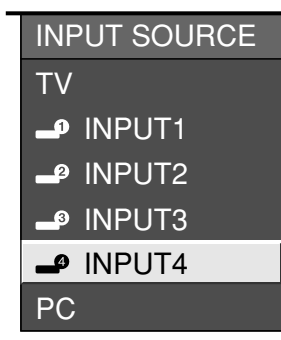 INPUT SOURCE
TV
1 INPUT1
2 INPUT2
3 INPUT3
4 INPUT4
PC